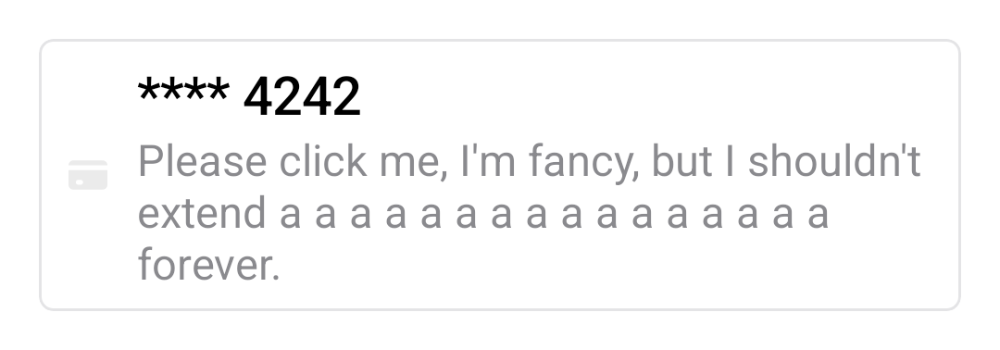 **** 4242
Please click me, I'm fancy, but I shouldn't
extend a a a a a a a a a a a a a a a a
forever.